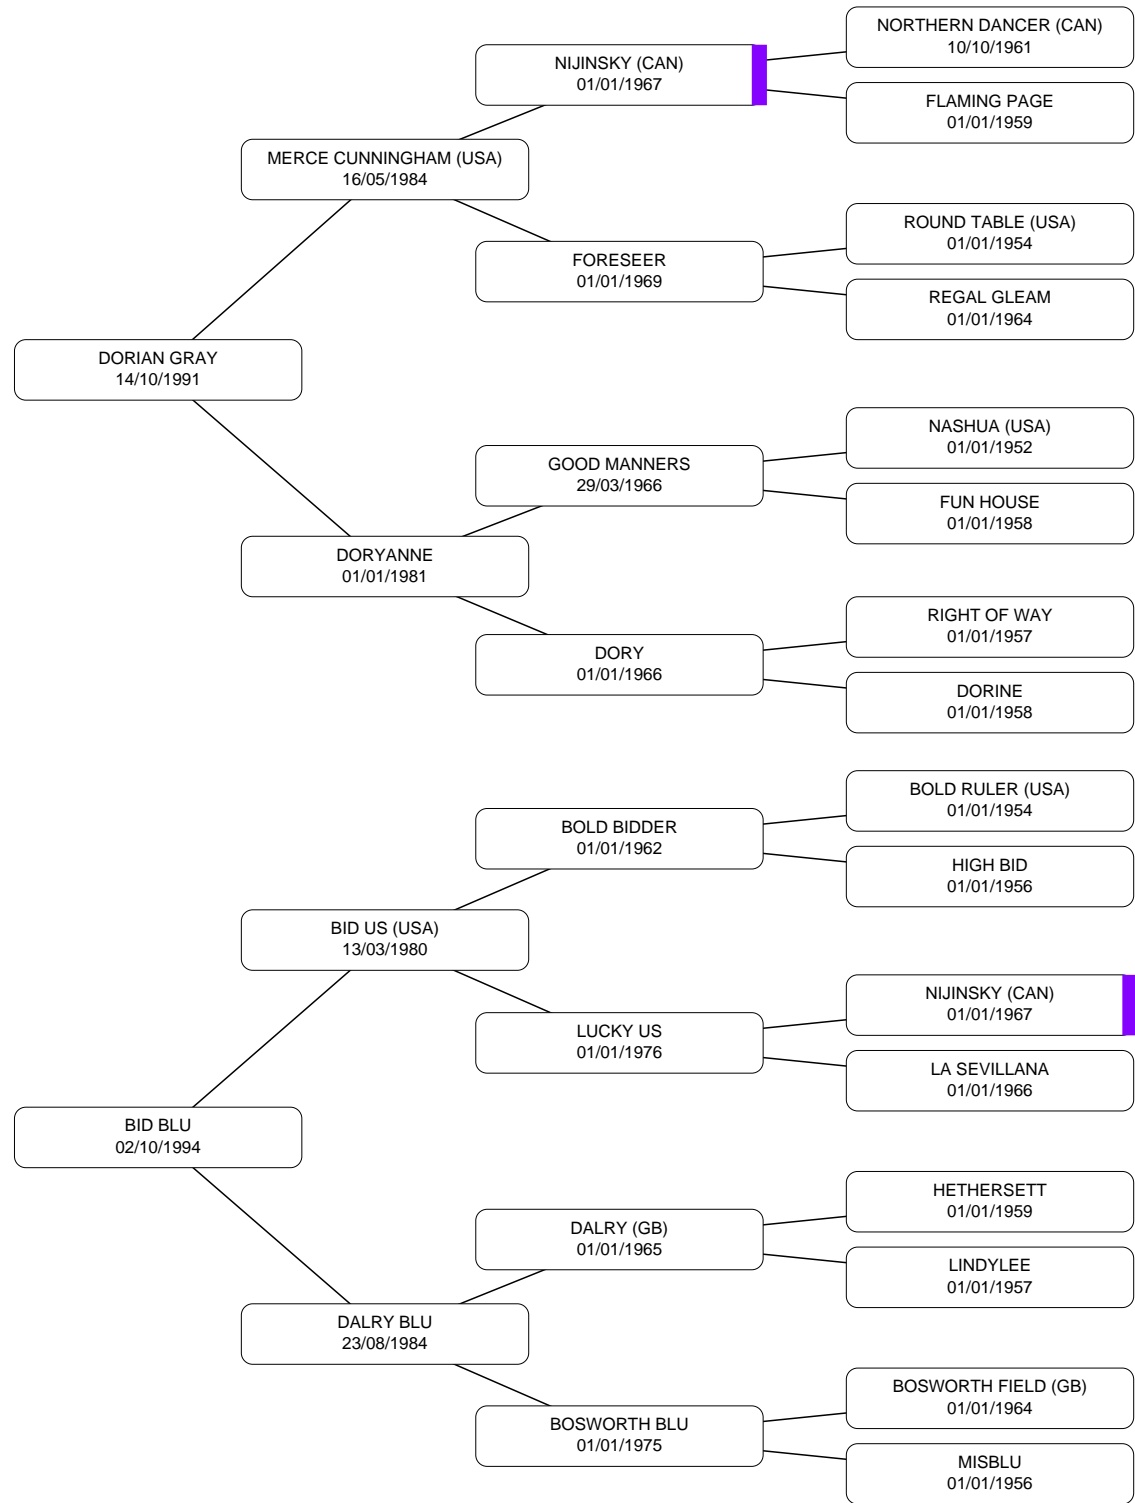 NORTHERN DANCER (CAN)
10/10/1961
NIJINSKY (CAN)
01/01/1967
FLAMING PAGE
01/01/1959
MERCE CUNNINGHAM (USA)
16/05/1984
ROUND TABLE (USA)
01/01/1954
FORESEER
01/01/1969
REGAL GLEAM
01/01/1964
DORIAN GRAY
14/10/1991
NASHUA (USA)
01/01/1952
GOOD MANNERS
29/03/1966
FUN HOUSE
01/01/1958
DORYANNE
01/01/1981
RIGHT OF WAY
01/01/1957
DORY
01/01/1966
DORINE
01/01/1958
BOLD RULER (USA)
01/01/1954
BOLD BIDDER
01/01/1962
HIGH BID
01/01/1956
BID US (USA)
13/03/1980
NIJINSKY (CAN)
01/01/1967
LUCKY US
01/01/1976
LA SEVILLANA
01/01/1966
BID BLU
02/10/1994
HETHERSETT
01/01/1959
DALRY (GB)
01/01/1965
LINDYLEE
01/01/1957
DALRY BLU
23/08/1984
BOSWORTH FIELD (GB)
01/01/1964
BOSWORTH BLU
01/01/1975
MISBLU
01/01/1956